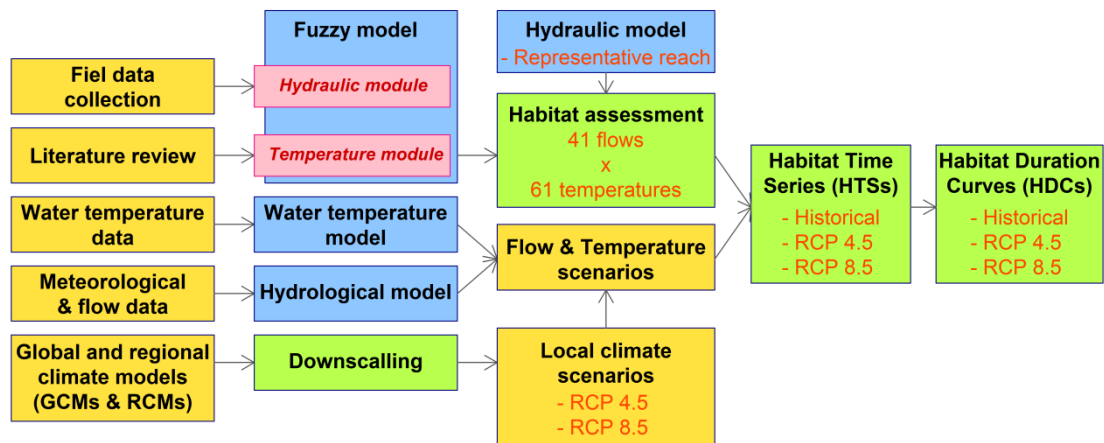 Fuzzy model
Hydraulic module
Temperature module
Hydraulic model
- Representative reach
Fiel data
collection
Literature review
Habitat assessment
41 flows
x
61 temperatures
Habitat Time
Series (HTSs)
- Historical
- RCP 4.5
- RCP 8.5
Habitat Duration
Curves (HDCs)
- Historical
- RCP 4.5
- RCP 8.5
Water temperature
data
Water temperature
model
Flow & Temperature
scenarios
Meteorological
& flow data
Hydrological model
Global and regional
climate models
(GCMs & RCMs)
Downscalling
Local climate
scenarios
- RCP 4.5
- RCP 8.5